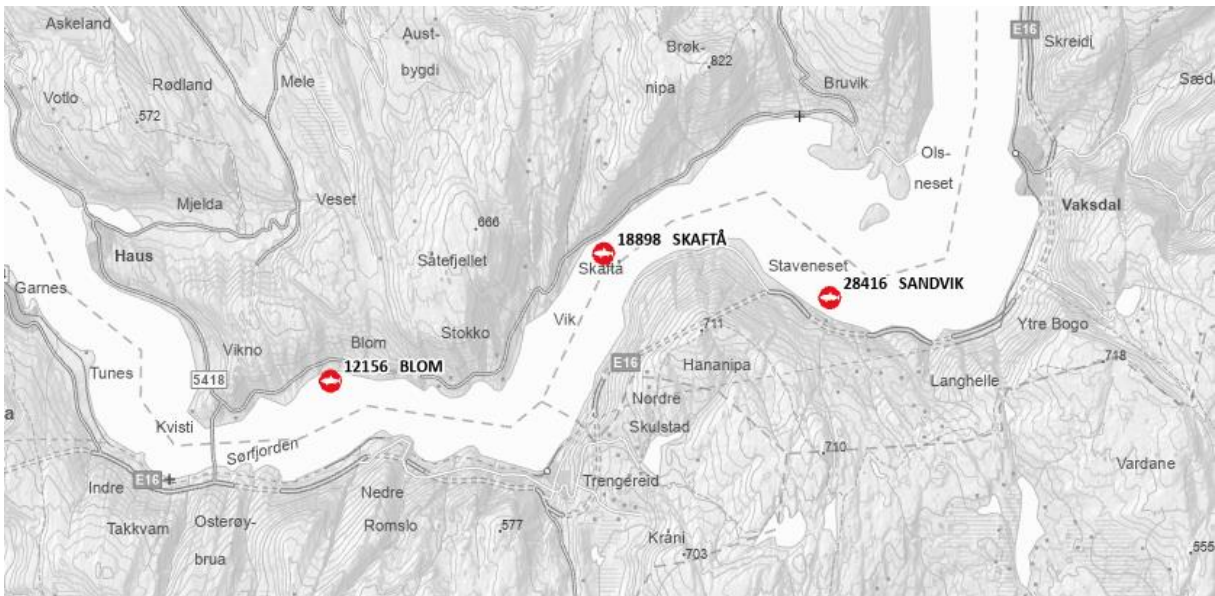 E16
Askeland
Aust-
bygdi
Brøk-
822
nipa
Skreidi
Rødland
Mele
Bruvik
Votlo
572
Ols-
neset
Mjelda
Veset
666
Vaksdal
Haus
18898 SKAFTÅ
Såtefjellet
Skaftå
Staveneset
Garnes
28416 SANDVIK
Vik
Stokko
711
Ytre Bogo
Vikno
Blom
12156 BLOM
E16
Hananipa
718
Tunes
5418
Langhelle
Kvisti
Nordre
Skulstad
Sørfjorden
710
Vardane
E16
Indre
Nedre
Trengereid
Takkvam
Osterøy-
brua
Romslo
577
Kråni
703
555